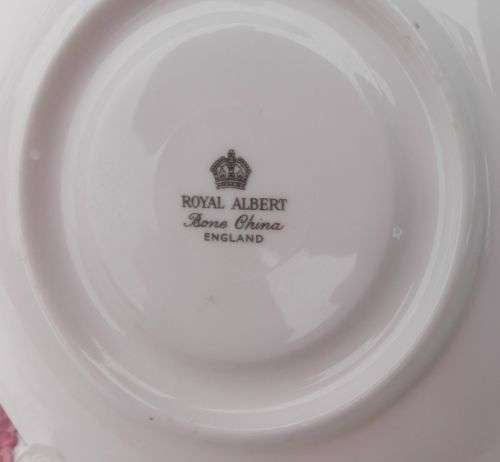 ROYAL ALBERT
Bone China
ENGLAND